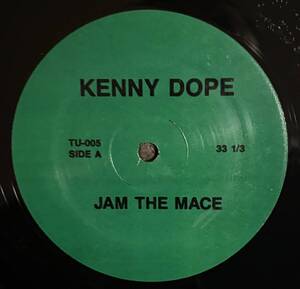 KENNY DOPE
TU-005
SIDE A
33 1/3
JAM THE MACE